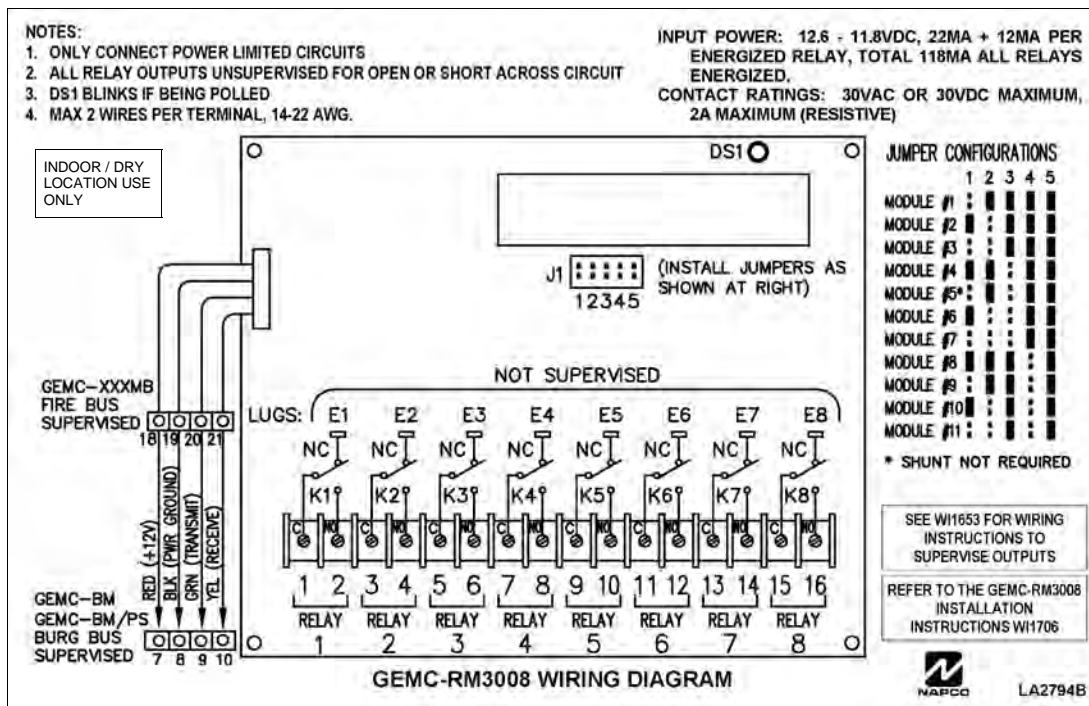 NOTES:
1. ONLY CONNECT POWER LIMITED CIRCUITS
2. ALL RELAY OUTPUTS UNSUPERVISED FOR OPEN OR SHORT ACROSS CIRCUIT
3. DS1 BLINKS IF BEING POLLED
4. MAX 2 WIRES PER TERMINAL, 14-22 AWG.
INPUT POWER: 12.6 - 11.8VDC, 22MA + 12MA PER
ENERGIZED RELAY, TOTAL 118MA ALL RELAYS
ENERGIZED.
CONTACT RATINGS: 30VAC OR 30VDC MAXIMUM,
2A MAXIMUM (RESISTIVE)
INDOOR / DRY
LOCATION USE
ONLY
DS1
J1
1 2 3 4 5
(INSTALL JUMPERS AS
SHOWN AT RIGHT)
JUMPER CONFIGURATIONS
1 2 3 4 5
MODULE #1
MODULE #2
MODULE #3
MODULE #4
MODULE #5*
MODULE #6
MODULE #7
MODULE #8
MODULE #9
MODULE #10
MODULE #11
* SHUNT NOT REQUIRED
GEMC-XXXMB
FIRE BUS
SUPERVISED
18 19 20 21
RED (+12V)
BLK (PWR GROUND)
GRN (TRANSMIT)
YEL (RECEIVE)
GEMC-BM
GEMC-BM/PS
BURG BUS
SUPERVISED
7 8 9 10
NOT SUPERVISED
LUGS: E1 E2 E3 E4 E5 E6 E7 E8
NC NC NC NC NC NC NC NC
K1 K2 K3 K4 K5 K6 K7 K8
C NO C NO C NO C NO C NO C NO C NO C NO
1 2 3 4 5 6 7 8 9 10 11 12 13 14 15 16
RELAY RELAY RELAY RELAY RELAY RELAY RELAY RELAY
1 2 3 4 5 6 7 8
SEE WI1653 FOR WIRING
INSTRUCTIONS TO
SUPERVISE OUTPUTS
REFER TO THE GEMC-RM3008
INSTALLATION
INSTRUCTIONS WI1706
GEMC-RM3008 WIRING DIAGRAM
NAPCO
LA2794B